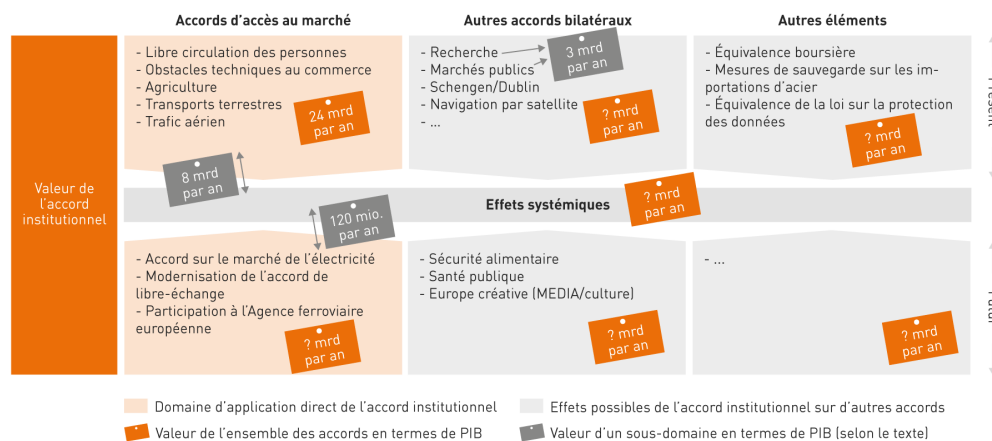 Accords d'accès au marché
Autres accords bilatéraux
Autres éléments
Valeur de
l'accord
institutionnel
- Libre circulation des personnes
- Obstacles techniques au commerce
- Agriculture
- Transports terrestres
- Trafic aérien
24 mrd
par an
8 mrd
par an
- Recherche
- Marchés publics
- Schengen/Dublin
- Navigation par satellite
- ...
3 mrd
par an
? mrd
par an
- Équivalence boursière
- Mesures de sauvegarde sur les im-
portations d'acier
- Équivalence de la loi sur la protection
des données
? mrd
par an
Effets systémiques
? mrd
par an
120 mio.
par an
- Accord sur le marché de l'électricité
- Modernisation de l'accord de
libre-échange
- Participation à l'Agence ferroviaire
européenne
? mrd
par an
- Sécurité alimentaire
- Santé publique
- Europe créative (MEDIA/culture)
? mrd
par an
- ...
? mrd
par an
Domaine d'application direct de l'accord institutionnel
Effets possibles de l'accord institutionnel sur d'autres accords
Valeur de l'ensemble des accords en termes de PIB
Valeur d'un sous-domaine en termes de PIB (selon le texte)